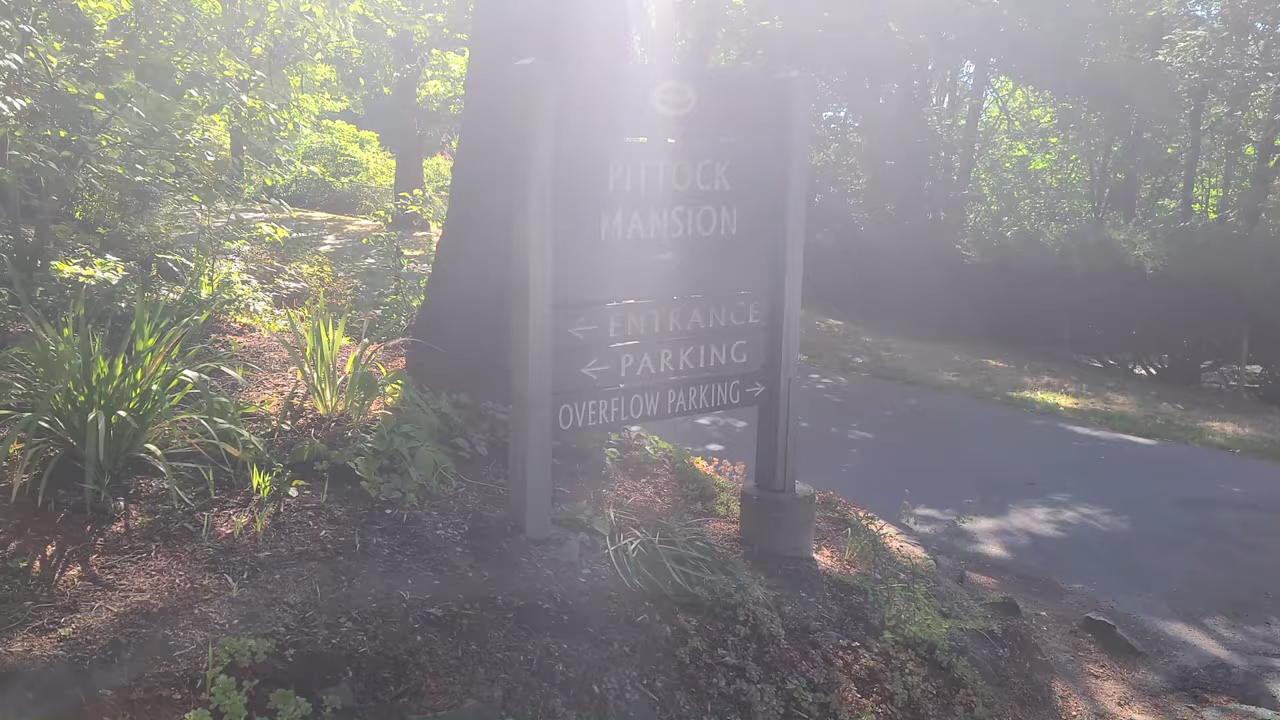 PITTOCK
MANSION
← ENTRANCE
← PARKING
OVERFLOW PARKING →